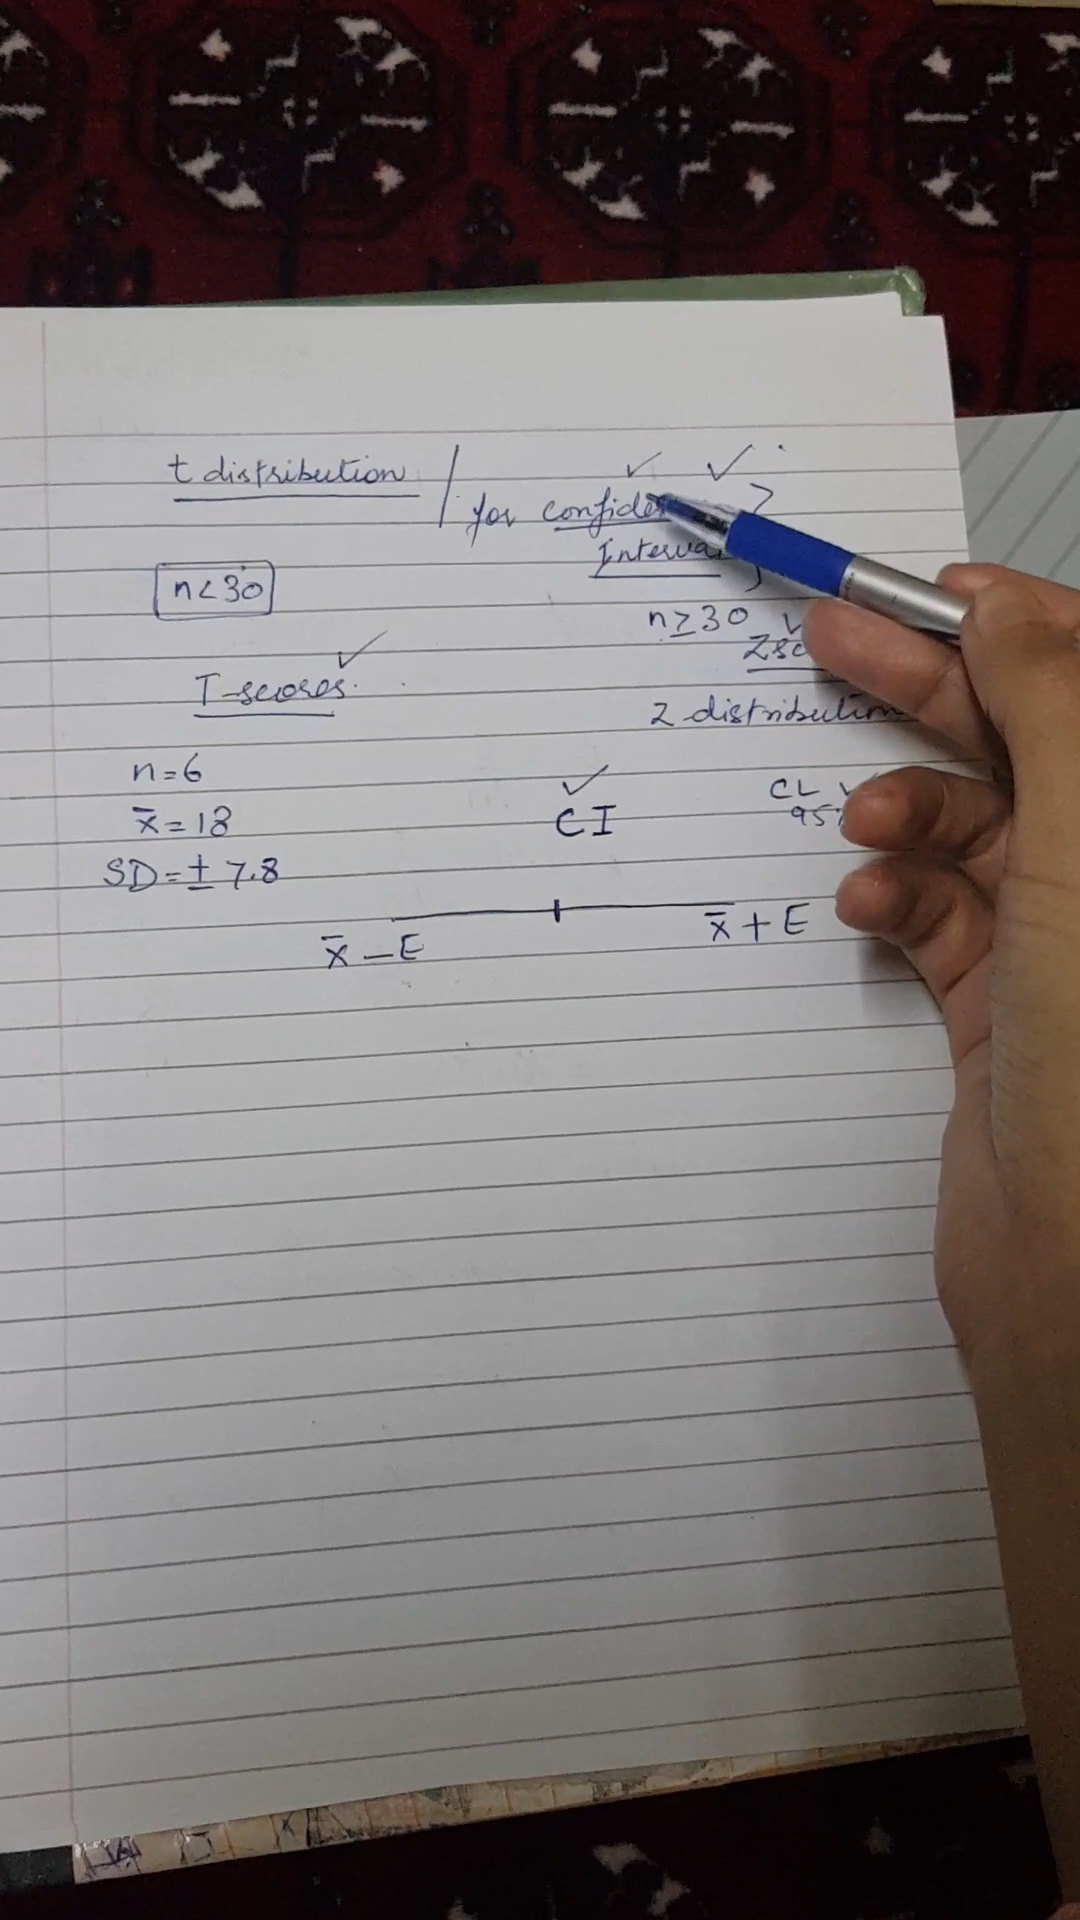 t distribution
for
n<30
n≥30
T-scores.
Z distribution
n=6
x̄=18
CI
CL
SD=± 7.8
x̄-E
x̄+E